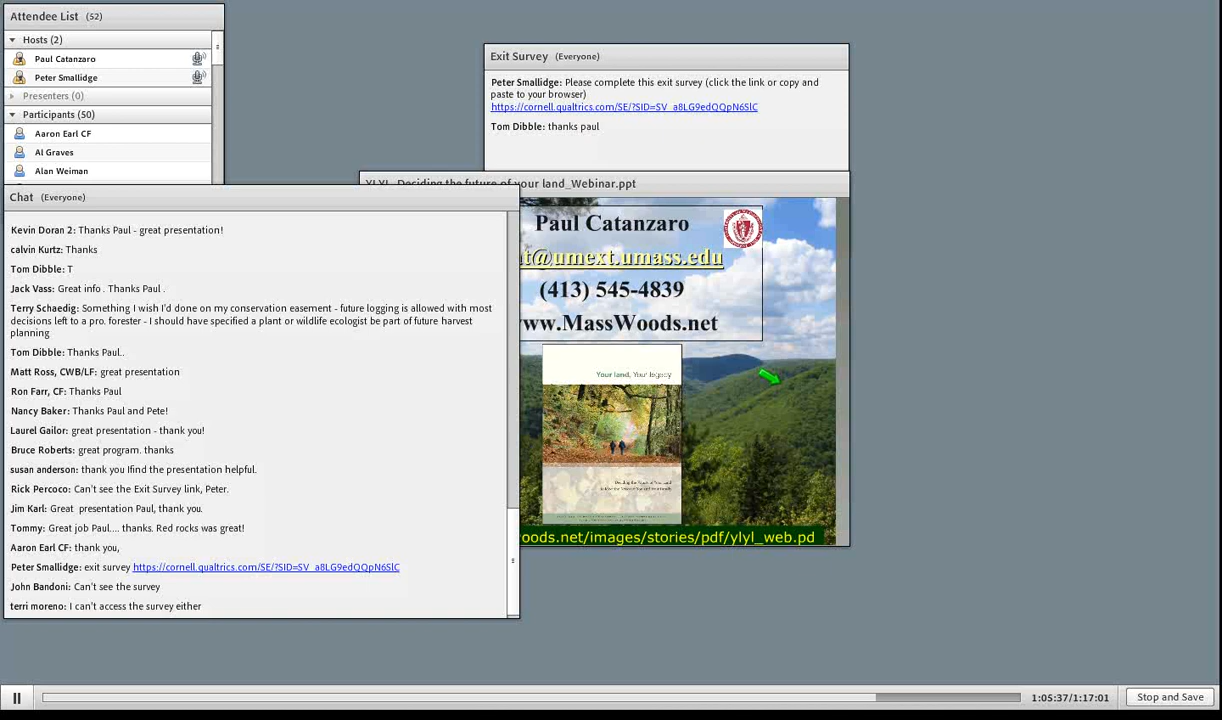 Attendee List (52)
Hosts (2)
Paul Catanzaro
Peter Smallidge
Presenters (0)
Participants (50)
Aaron Earl CF
Al Graves
Alan Weiman
Exit Survey (Everyone)
Peter Smallidge: Please complete this exit survey (click the link or copy and
paste to your browser)
https://cornell.qualtrics.com/SE/?SID=SV_a8LG9edQQpN6SlC
Tom Dibble: thanks paul
YLYL_Deciding the future of your land_Webinar.ppt
Paul Catanzaro
t@umext.umass.edu
(413) 545-4839
www.MassWoods.net
Your land, Your legacy
oods.net/images/stories/pdf/ylyl_web.pd
Chat (Everyone)
Kevin Doran 2: Thanks Paul - great presentation!
calvin Kurtz: Thanks
Tom Dibble: T
Jack Vass: Great info . Thanks Paul .
Terry Schaedig: Something I wish I'd done on my conservation easement - future logging is allowed with most
decisions left to a pro. forester - I should have specified a plant or wildlife ecologist be part of future harvest
planning
Tom Dibble: Thanks Paul..
Matt Ross, CWB/LF: great presentation
Ron Farr, CF: Thanks Paul
Nancy Baker: Thanks Paul and Pete!
Laurel Gailor: great presentation - thank you!
Bruce Roberts: great program. thanks
susan anderson: thank you Ifind the presentation helpful.
Rick Percoco: Can't see the Exit Survey link, Peter.
Jim Karl: Great  presentation Paul, thank you.
Tommy: Great job Paul.... thanks. Red rocks was great!
Aaron Earl CF: thank you,
Peter Smallidge: exit survey https://cornell.qualtrics.com/SE/?SID=SV_a8LG9edQQpN6SlC
John Bandoni: Can't see the survey
terri moreno: I can't access the survey either
1:05:37/1:17:01
Stop and Save